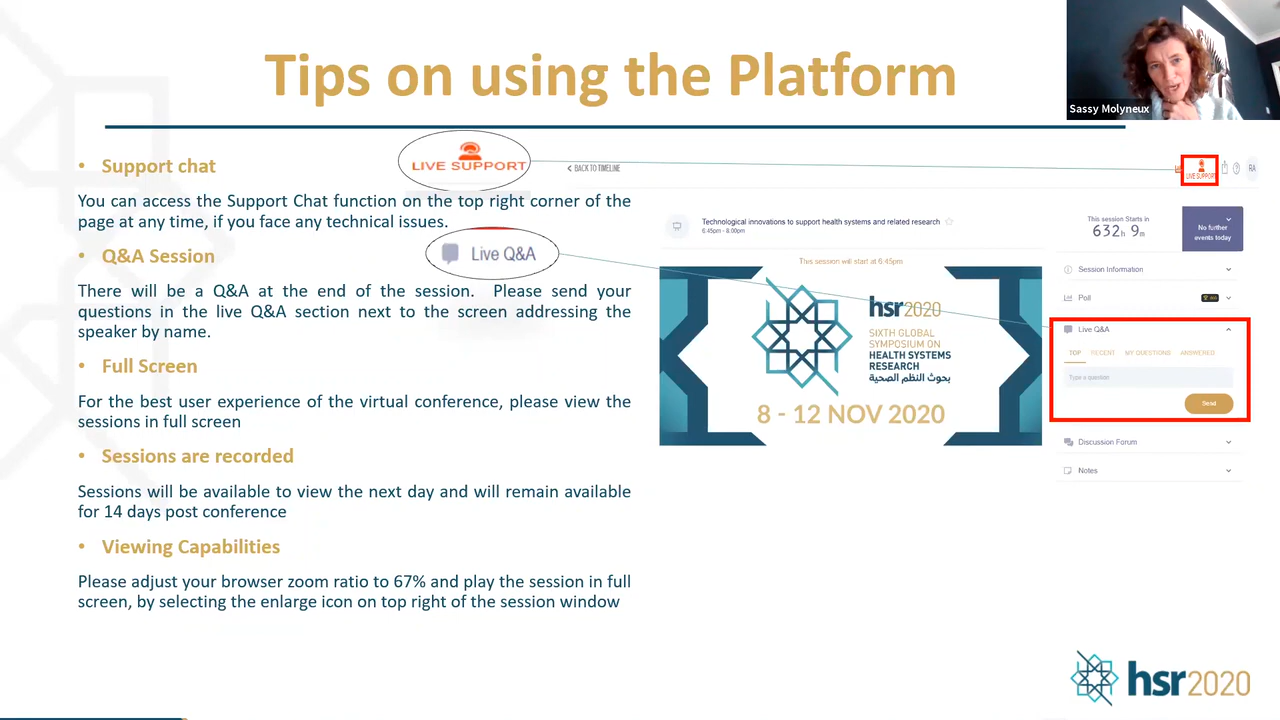 Tips on using the Platform
Sassy Molyneux
• Support chat
LIVE SUPPORT
You can access the Support Chat function on the top right corner of the
page at any time, if you face any technical issues.
• Q&A Session
Live Q&A
There will be a Q&A at the end of the session. Please send your
questions in the live Q&A section next to the screen addressing the
speaker by name.
• Full Screen
For the best user experience of the virtual conference, please view the
sessions in full screen
• Sessions are recorded
Sessions will be available to view the next day and will remain available
for 14 days post conference
• Viewing Capabilities
Please adjust your browser zoom ratio to 67% and play the session in full
screen, by selecting the enlarge icon on top right of the session window
< BACK TO TIMELINE
LIVE SUPPORT
RA
Technological innovations to support health systems and related research
6:45pm - 8:00pm
This session will start at 6:45pm
hsr2020
SIXTH GLOBAL
SYMPOSIUM ON
HEALTH SYSTEMS
RESEARCH
بحوث النظم الصحية
8 - 12 NOV 2020
This session Starts in
632h 9m
No further
events today
Session Information
Poll
Live Q&A
TOP RECENT MY QUESTIONS ANSWERED
Type a question
Send
Discussion Forum
Notes
hsr2020